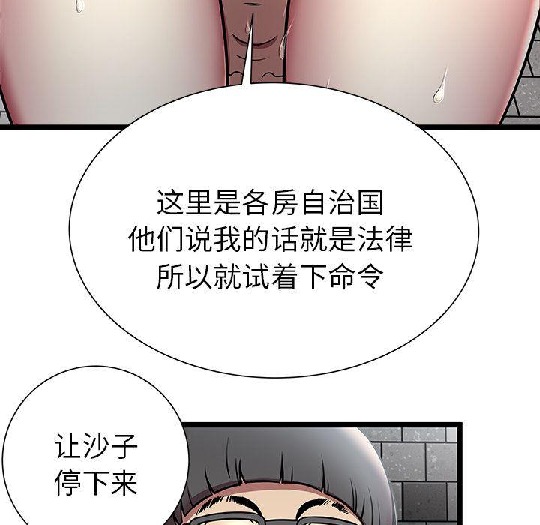 这里是各房自治国
他们说我的话就是法律
所以就试着下命令
让沙子
停下来